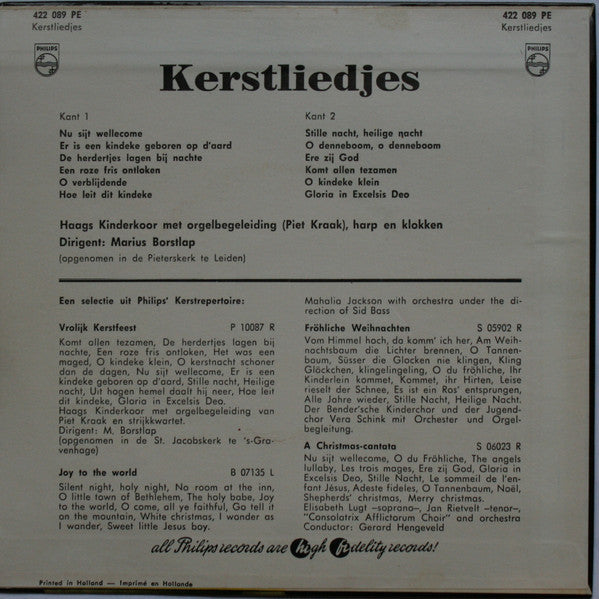 422 089 PE
Kerstliedjes
PHILIPS
422 089 PE
Kerstliedjes
PHILIPS
Kerstliedjes
Kant 1
Nu sijt wellecome
Er is een kindeke geboren op d'aard
De herdertjes lagen bij nachte
Een roze fris ontloken
O verblijdende
Hoe leit dit kindeke
Kant 2
Stille nacht, heilige nacht
O denneboom, o denneboom
Ere zij God
Komt allen tezamen
O kindeke klein
Gloria in Excelsis Deo
Haags Kinderkoor met orgelbegeleiding (Piet Kraak), harp en klokken
Dirigent: Marius Borstlap
(opgenomen in de Pieterskerk te Leiden)
Een selectie uit Philips' Kerstrepertoire:
Vrolijk Kerstfeest P 10087 R
Komt allen tezamen, De herdertjes lagen bij
nachte, Een roze fris ontloken, Het was een
maged, O kindeke klein, O kerstnacht schoner
dan de dagen, Nu sijt wellecome, Er is een
kindeke geboren op d'aard, Stille nacht, Heilige
nacht, Uit hogen hemel daalt hij neer, Hoe leit
dit kindeke, Gloria in Excelsis Deo.
Haags Kinderkoor met orgelbegeleiding van
Piet Kraak en strijkkwartet.
Dirigent: M. Borstlap
(opgenomen in de St. Jacobskerk te 's-Gra-
venhage)
Joy to the world B 07135 L
Silent night, holy night, No room at the inn,
O little town of Bethlehem, The holy babe, Joy
to the world, O come, all ye faithful, Go tell it
on the mountain, White christmas, I wander as
I wander, Sweet little Jesus boy.
Mahalia Jackson with orchestra under the di-
rection of Sid Bass
Fröhliche Weihnachten S 05902 R
Vom Himmel hoch, da komm' ich her, Am Weih-
nachtsbaum die Lichter brennen, O Tannen-
baum, Süsser die Glocken nie klingen, Kling
Glöckchen, klingelingeling, O du fröhliche, Ihr
Kinderlein kommet, Kommet, ihr Hirten, Leise
rieselt der Schnee, Es ist ein Ros' entsprungen,
Alle Jahre wieder, Stille Nacht, Heilige Nacht.
Der Bender'sche Kinderchor und der Jugend-
chor Vera Schink mit Orchester und Orgel-
begleitung.
A Christmas-cantata S 06023 R
Nu sijt wellecome, O du Fröhliche, The angels
lullaby, Les trois mages, Ere zij God, Gloria in
Excelsis Deo, Stille Nacht, Le sommeil de l'en-
fant Jésus, Adeste fideles, O Tannenbaum, Noël,
Shepherds' christmas, Merry christmas.
Elisabeth Lugt –soprano–, Jan Rietvelt –tenor–,
"Consolatrix Afflictorum Choir" and orchestra
Conductor: Gerard Hengeveld
all Philips records are high fidelity records!
Printed in Holland — Imprimé en Hollande